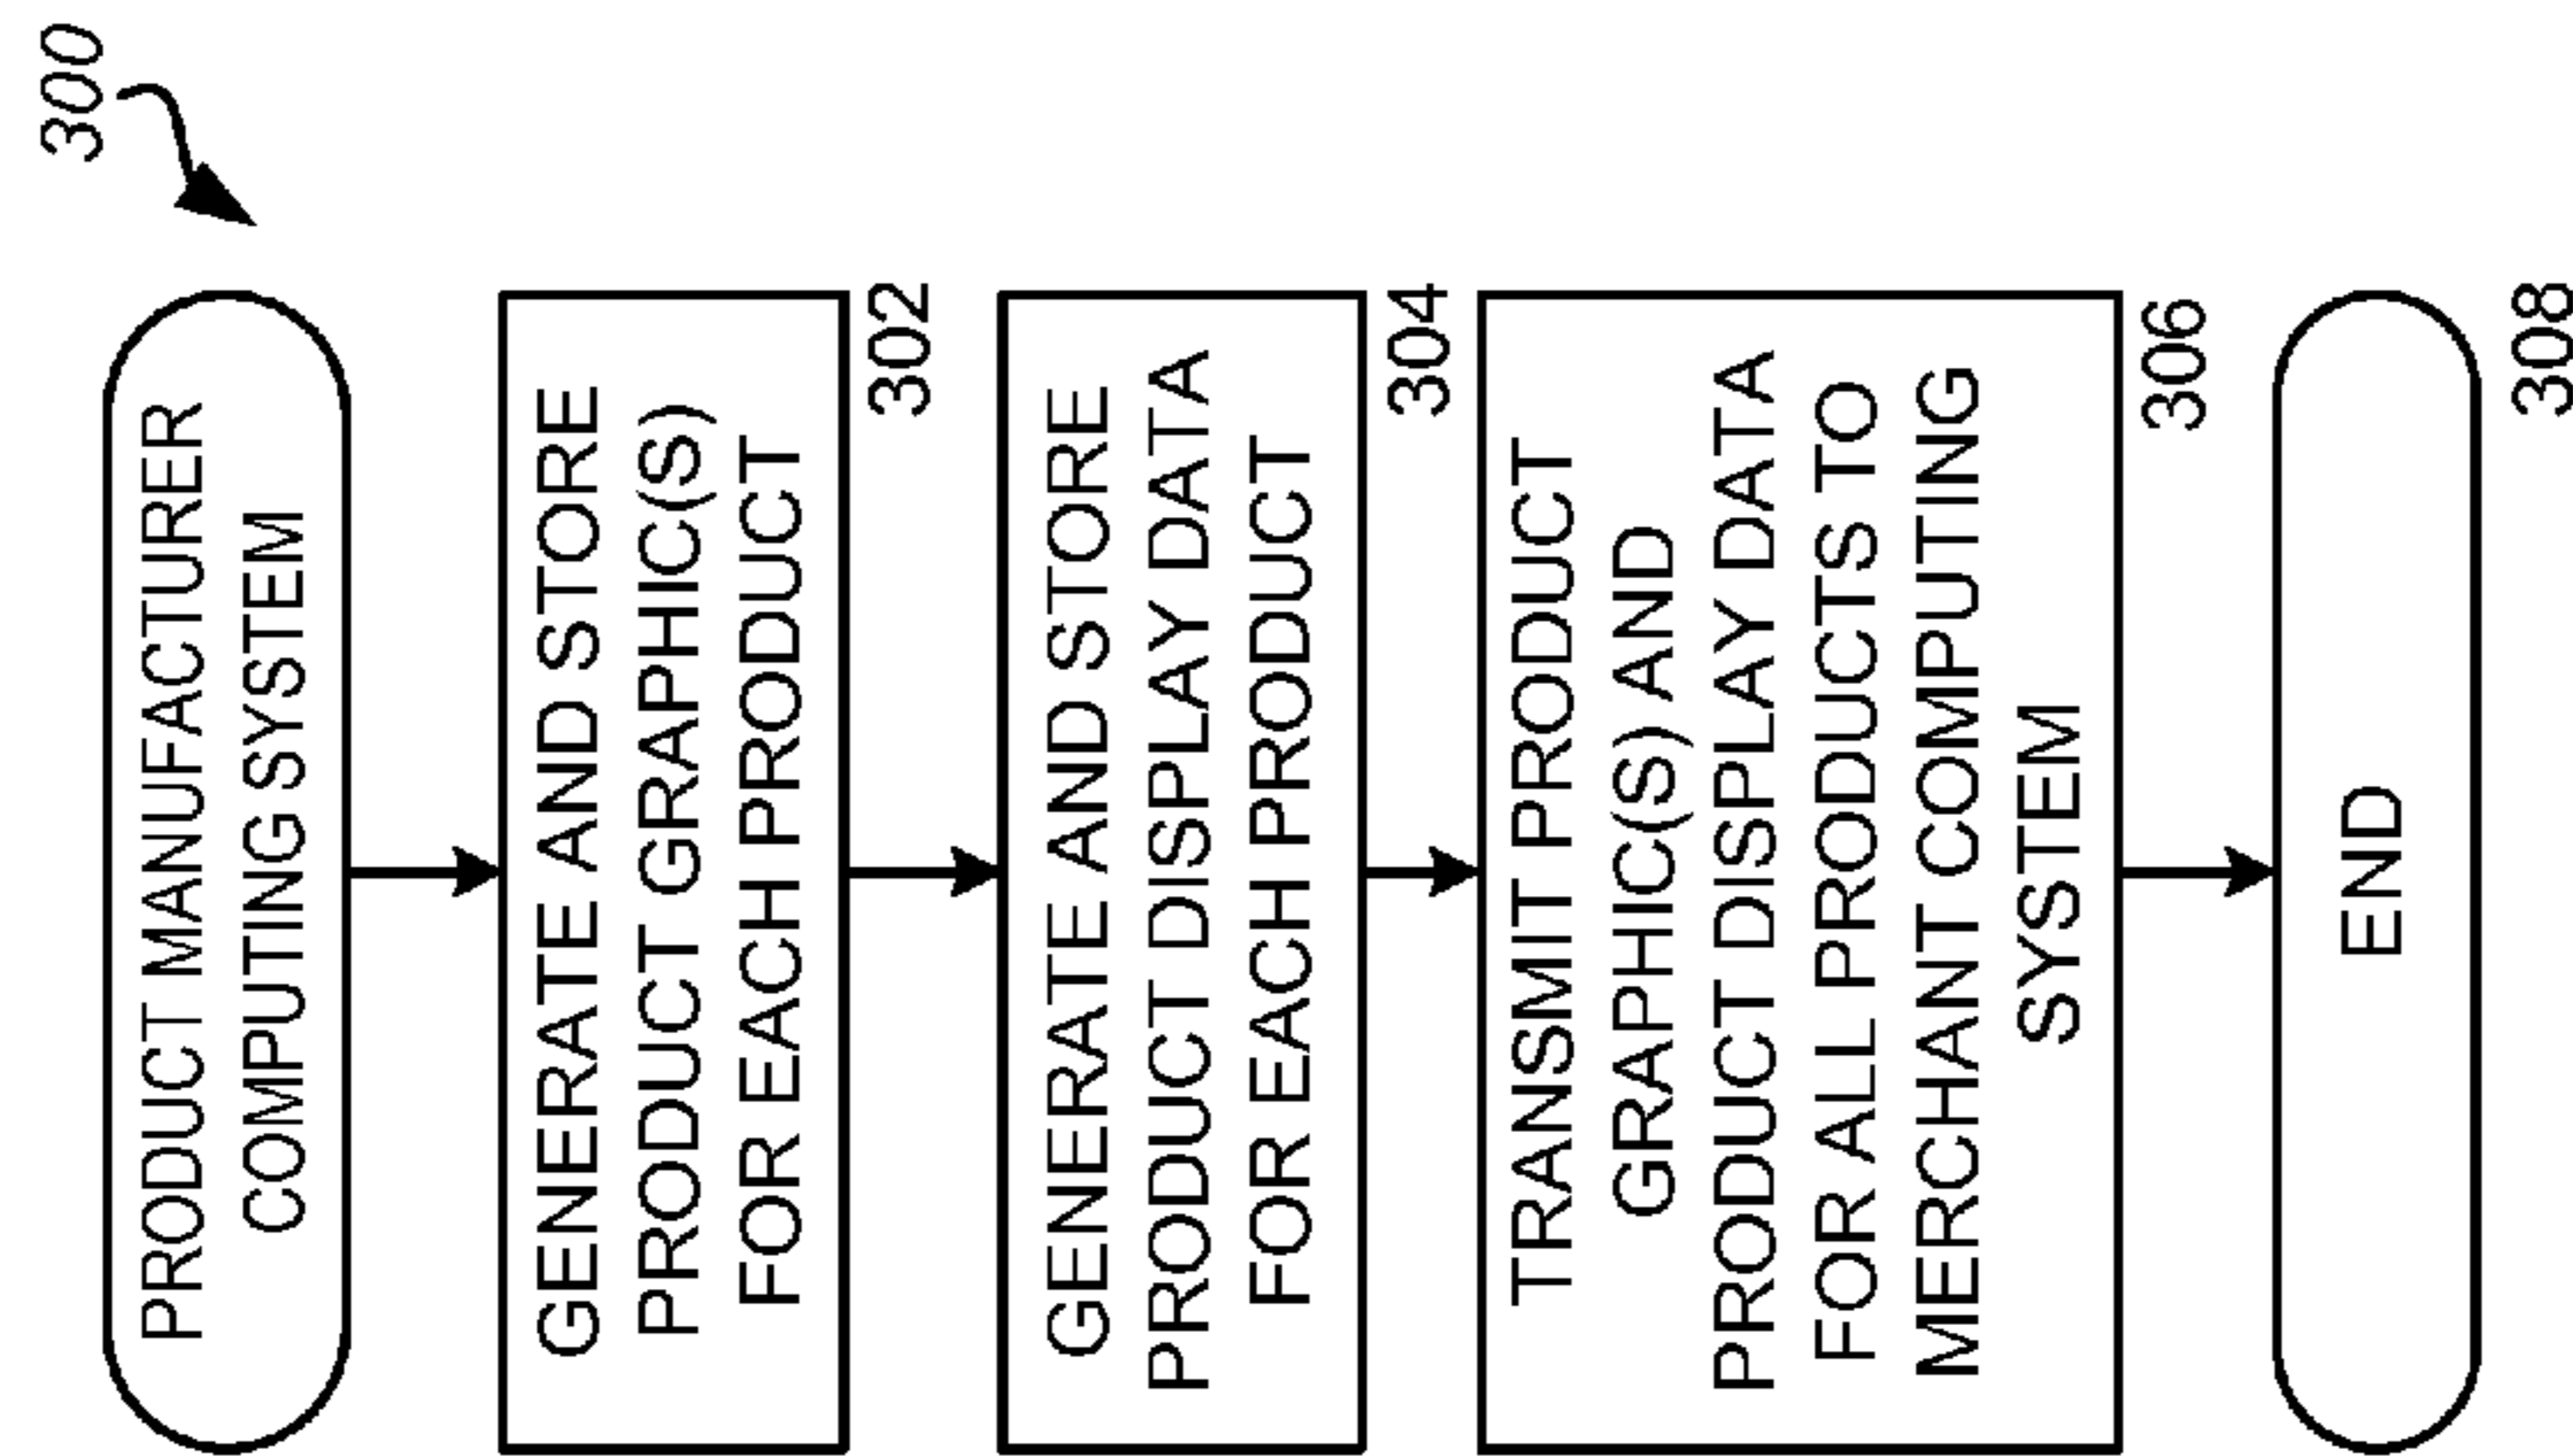 300
PRODUCT MANUFACTURER
COMPUTING SYSTEM
GENERATE AND STORE
PRODUCT GRAPHIC(S)
FOR EACH PRODUCT
302
GENERATE AND STORE
PRODUCT DISPLAY DATA
FOR EACH PRODUCT
304
TRANSMIT PRODUCT
GRAPHIC(S) AND
PRODUCT DISPLAY DATA
FOR ALL PRODUCTS TO
MERCHANT COMPUTING
SYSTEM
306
END
308